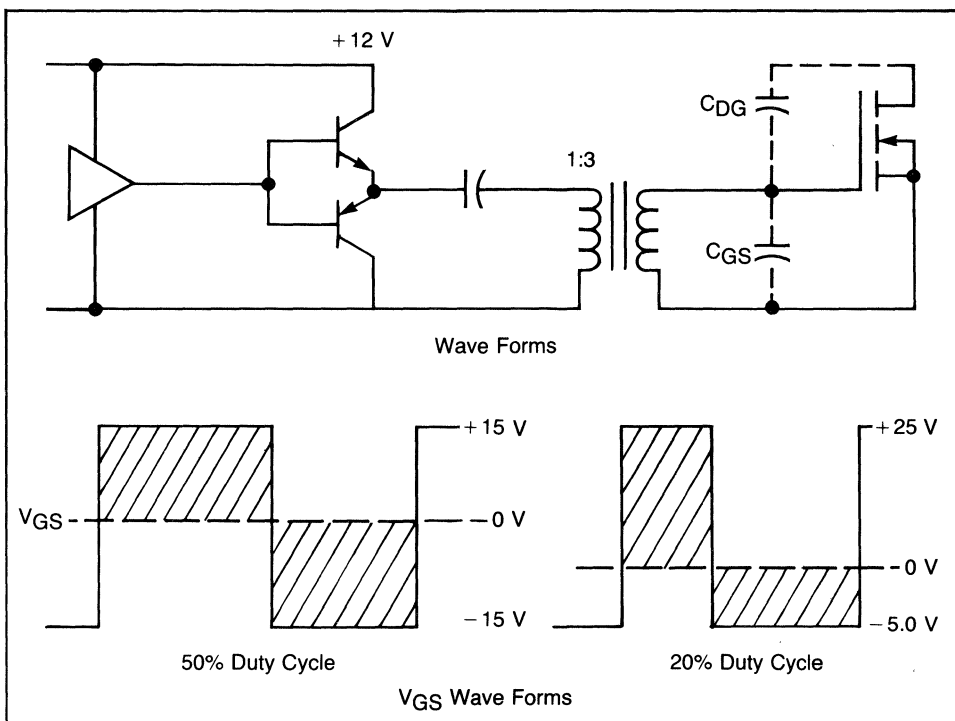 +12 V
CDG
1:3
CGS
Wave Forms
+15 V
+25 V
VGS
0 V
0 V
−15 V
−5.0 V
50% Duty Cycle
20% Duty Cycle
VGS Wave Forms